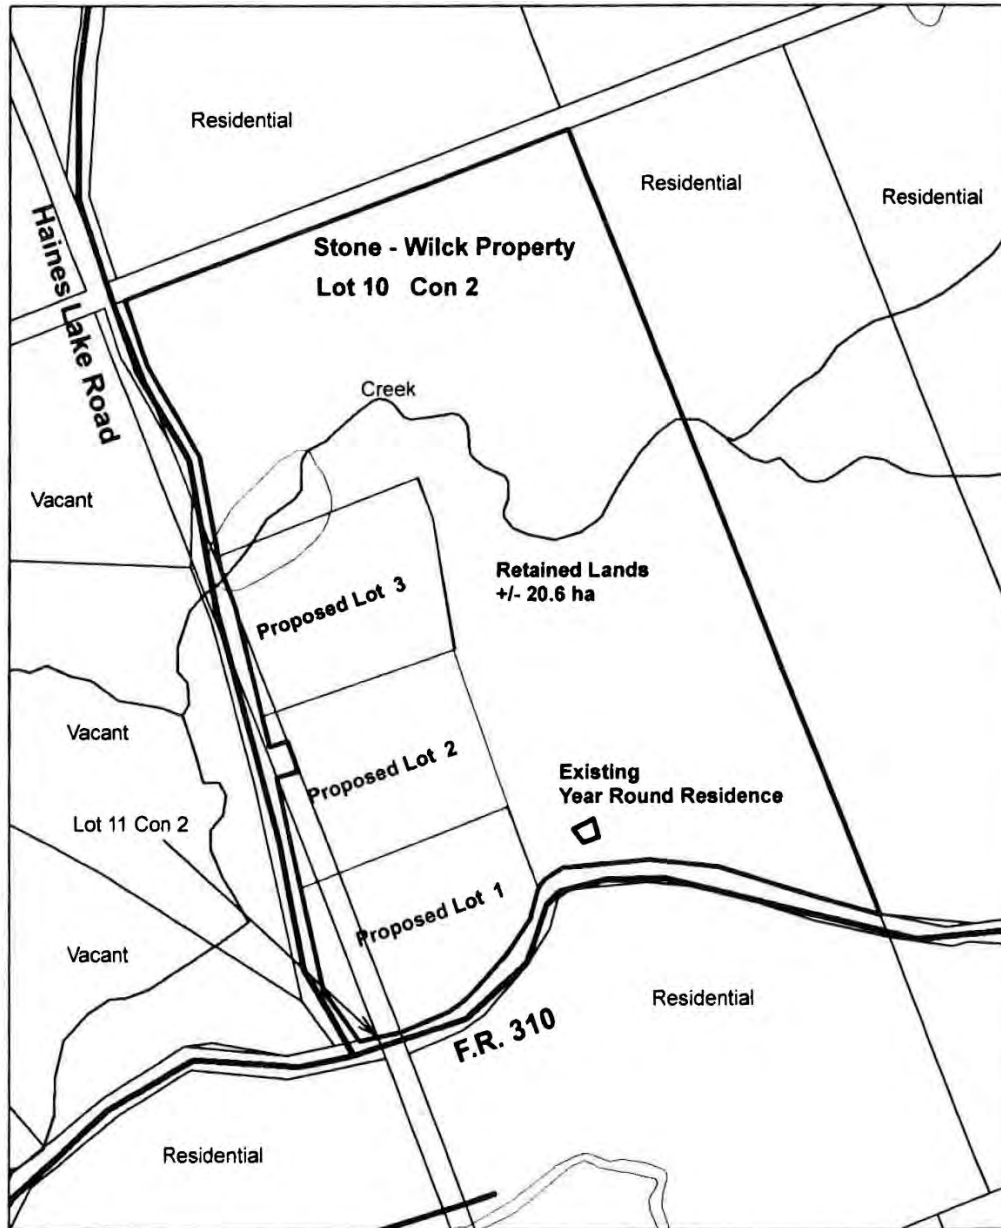 Residential
Residential
Residential
Haines Lake Road
Stone - Wilck Property
Lot 10 Con 2
Creek
Vacant
Retained Lands
+/- 20.6 ha
Proposed Lot 3
Vacant
Proposed Lot 2
Existing
Year Round Residence
Lot 11 Con 2
Proposed Lot 1
Vacant
Residential
F.R. 310
Residential